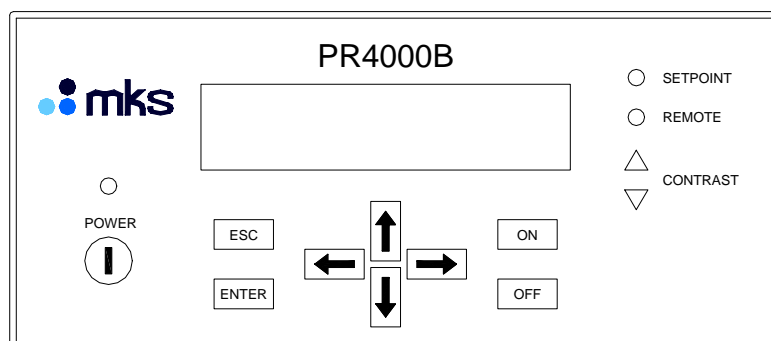 PR4000B
mks
SETPOINT
REMOTE
CONTRAST
POWER
ESC
ON
ENTER
OFF